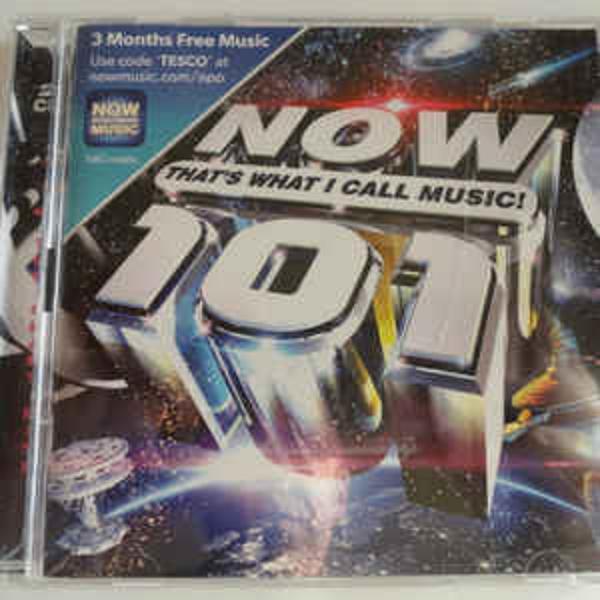 3 Months Free Music
Use code 'TESCO' at
nowmusic.com/app
NOW
MUSIC
NOW
THAT'S WHAT I CALL MUSIC!
101